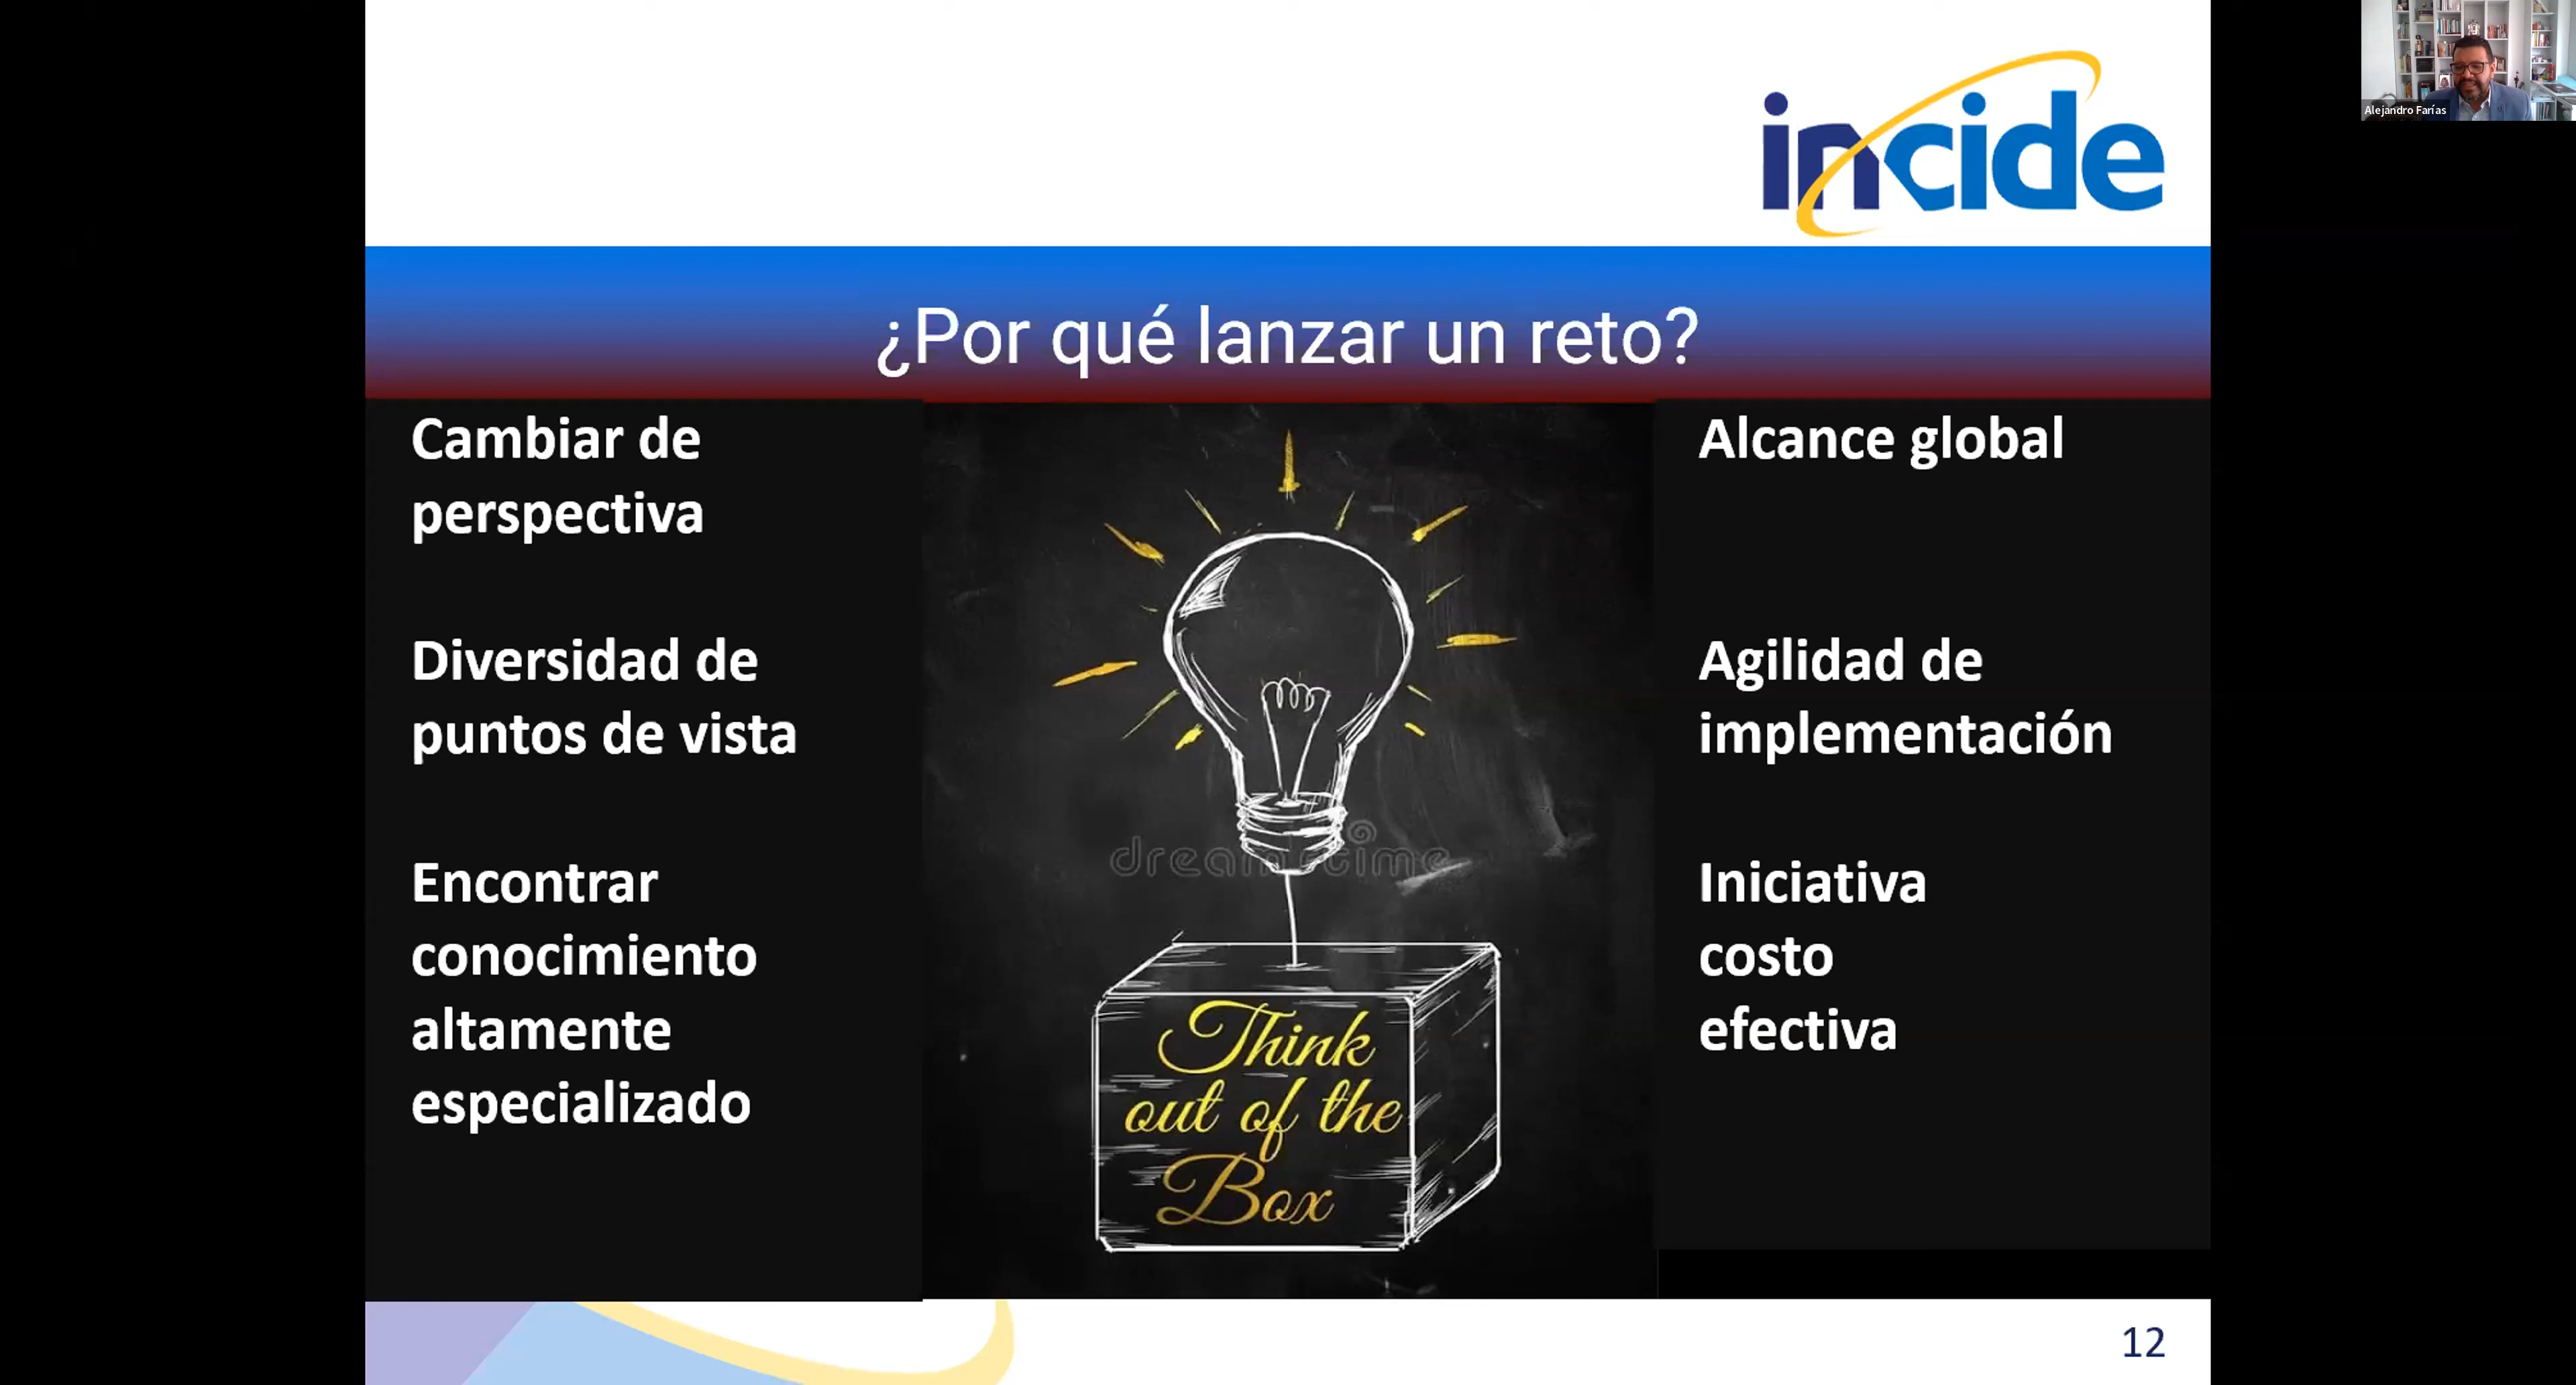 incide
Alejandro Farías
¿Por qué lanzar un reto?
Cambiar de
perspectiva
Diversidad de
puntos de vista
Encontrar
conocimiento
altamente
especializado
dreamstime
Think
out of the
Box
Alcance global
Agilidad de
implementación
Iniciativa
costo
efectiva
12